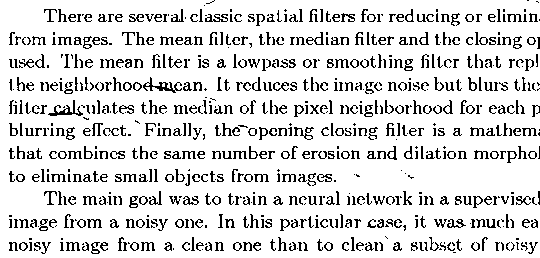 There are several classic spatial filters for reducing or elimin
from images. The mean filter, the median filter and the closing op
used. The mean filter is a lowpass or smoothing filter that repl
the neighborhood mean. It reduces the image noise but blurs the
filter calculates the median of the pixel neighborhood for each p
blurring effect. Finally, the opening closing filter is a mathema
that combines the same number of erosion and dilation morphol
to eliminate small objects from images.
The main goal was to train a neural network in a supervised
image from a noisy one. In this particular case, it was much ea
noisy image from a clean one than to clean a subset of noisy